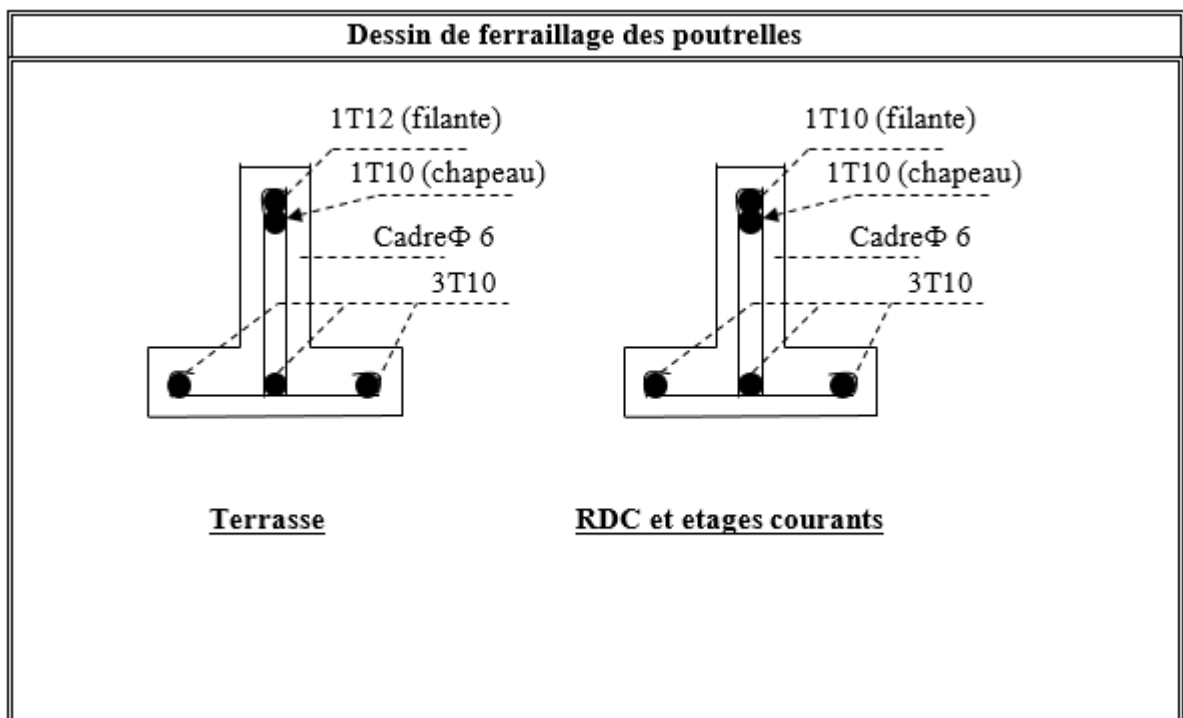 Dessin de ferraillage des poutrelles
1T12 (filante)
1T10 (chapeau)
CadreΦ 6
3T10
Terrasse
1T10 (filante)
1T10 (chapeau)
CadreΦ 6
3T10
RDC et etages courants